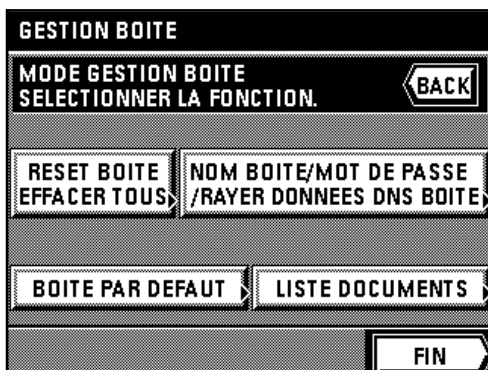 GESTION BOITE
MODE GESTION BOITE
SELECTIONNER LA FONCTION.
BACK
RESET BOITE
EFFACER TOUS
NOM BOITE/MOT DE PASSE
/RAYER DONNEES DNS BOITE
BOITE PAR DEFAUT
LISTE DOCUMENTS
FIN